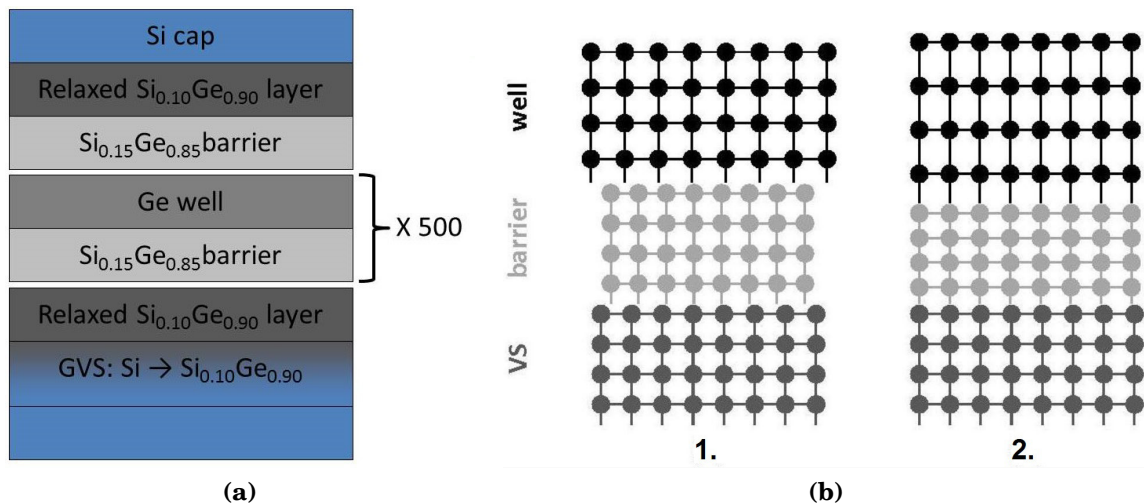 Si cap
Relaxed Si₀.₁₀Ge₀.₉₀ layer
Si₀.₁₅Ge₀.₈₅barrier
Ge well
Si₀.₁₅Ge₀.₈₅barrier
X 500
Relaxed Si₀.₁₀Ge₀.₉₀ layer
GVS: Si → Si₀.₁₀Ge₀.₉₀
(a)
well
barrier
VS
1.
2.
(b)